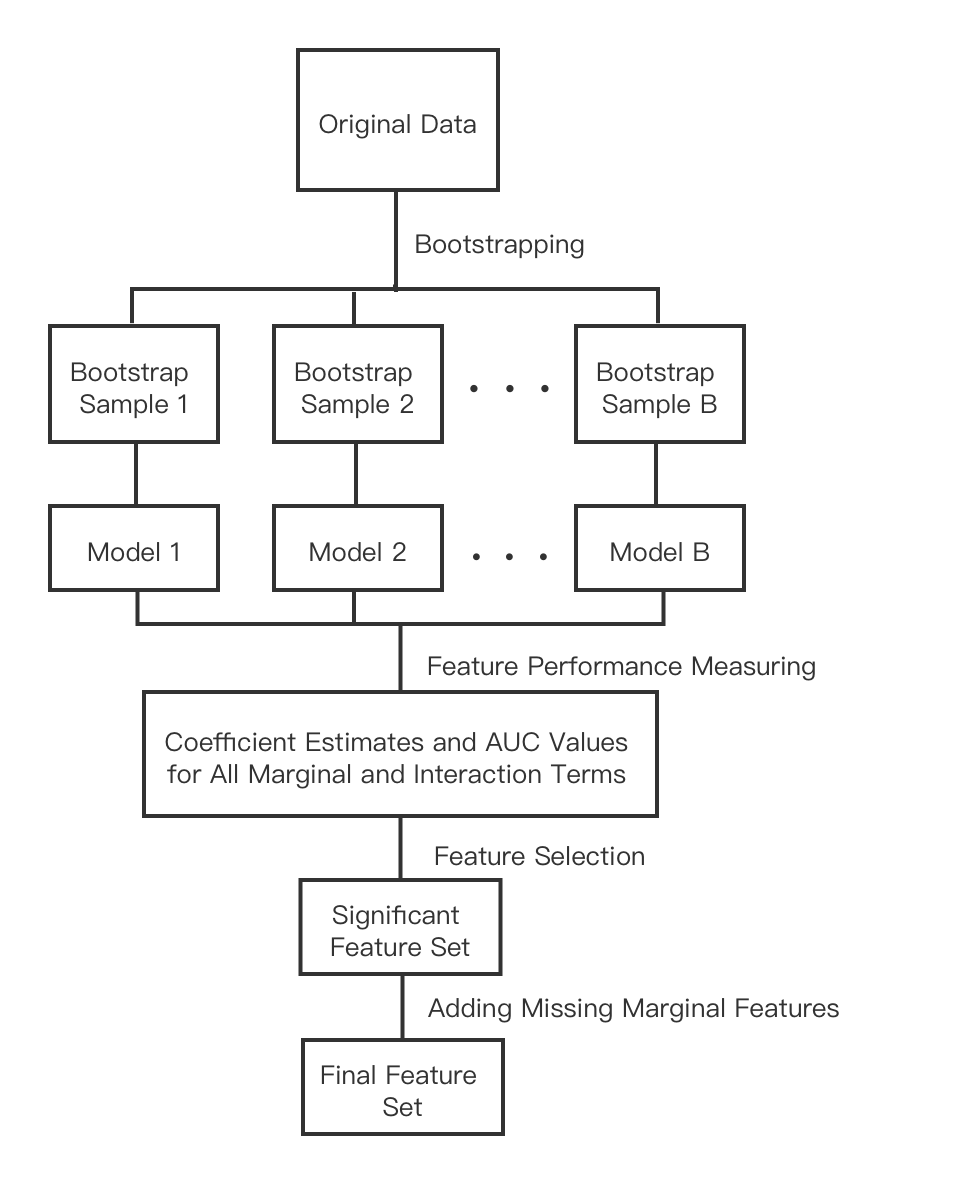 Original Data
Bootstrapping
Bootstrap
Sample 1
Bootstrap
Sample 2
• • •
Bootstrap
Sample B
Model 1
Model 2
• • •
Model B
Feature Performance Measuring
Coefficient Estimates and AUC Values
for All Marginal and Interaction Terms
Feature Selection
Significant
Feature Set
Adding Missing Marginal Features
Final Feature
Set